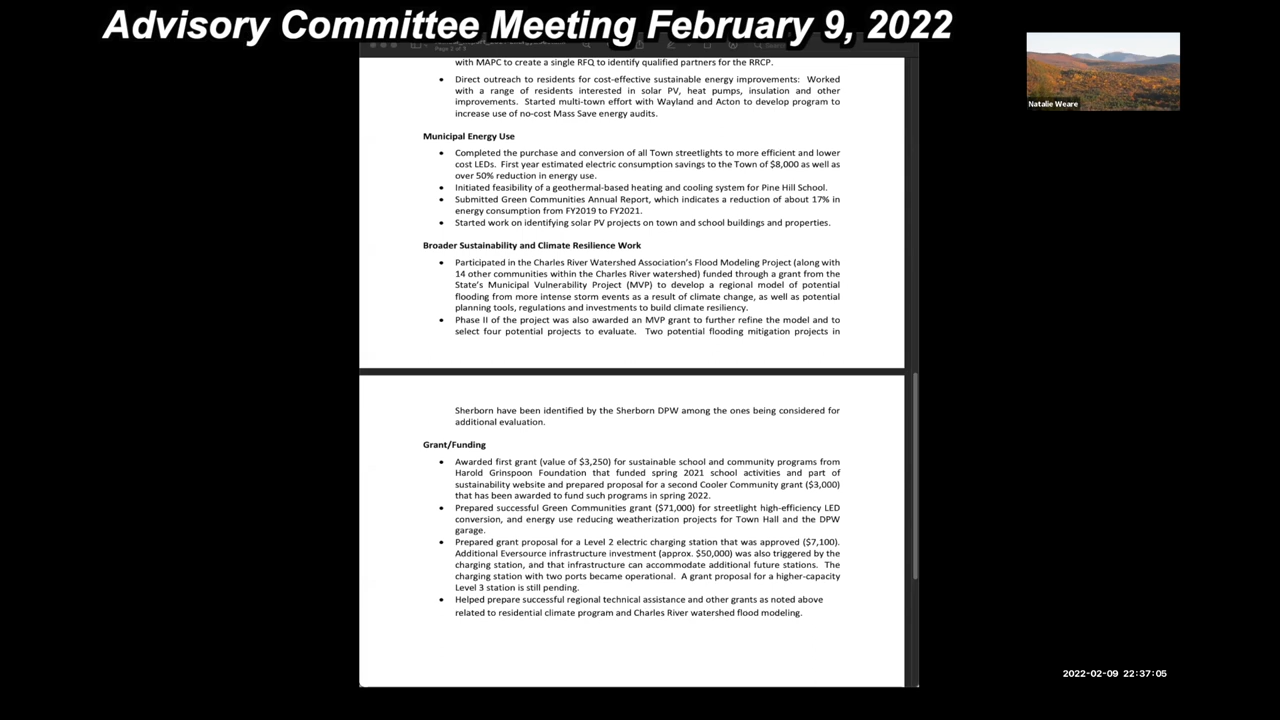 Advisory Committee Meeting February 9, 2022
Page 1 of 3
Search
with MAPC to create a single RFQ to identify qualified partners for the RRCP.
• Direct outreach to residents for cost-effective sustainable energy improvements: Worked
with a range of residents interested in solar PV, heat pumps, insulation and other
improvements. Started multi-town effort with Wayland and Acton to develop program to
increase use of no-cost Mass Save energy audits.
Municipal Energy Use
• Completed the purchase and conversion of all Town streetlights to more efficient and lower
cost LEDs. First year estimated electric consumption savings to the Town of $8,000 as well as
over 50% reduction in energy use.
• Initiated feasibility of a geothermal-based heating and cooling system for Pine Hill School.
• Submitted Green Communities Annual Report, which indicates a reduction of about 17% in
energy consumption from FY2019 to FY2021.
• Started work on identifying solar PV projects on town and school buildings and properties.
Broader Sustainability and Climate Resilience Work
• Participated in the Charles River Watershed Association's Flood Modeling Project (along with
14 other communities within the Charles River watershed) funded through a grant from the
State's Municipal Vulnerability Project (MVP) to develop a regional model of potential
flooding from more intense storm events as a result of climate change, as well as potential
planning tools, regulations and investments to build climate resiliency.
• Phase II of the project was also awarded an MVP grant to further refine the model and to
select four potential projects to evaluate. Two potential flooding mitigation projects in
Sherborn have been identified by the Sherborn DPW among the ones being considered for
additional evaluation.
Grant/Funding
• Awarded first grant (value of $3,250) for sustainable school and community programs from
Harold Grinspoon Foundation that funded spring 2021 school activities and part of
sustainability website and prepared proposal for a second Cooler Community grant ($3,000)
that has been awarded to fund such programs in spring 2022.
• Prepared successful Green Communities grant ($71,000) for streetlight high-efficiency LED
conversion, and energy use reducing weatherization projects for Town Hall and the DPW
garage.
• Prepared grant proposal for a Level 2 electric charging station that was approved ($7,100).
Additional Eversource infrastructure investment (approx. $50,000) was also triggered by the
charging station, and that infrastructure can accommodate additional future stations. The
charging station with two ports became operational. A grant proposal for a higher-capacity
Level 3 station is still pending.
• Helped prepare successful regional technical assistance and other grants as noted above
related to residential climate program and Charles River watershed flood modeling.
Natalie Weare
2022-02-09 22:37:05